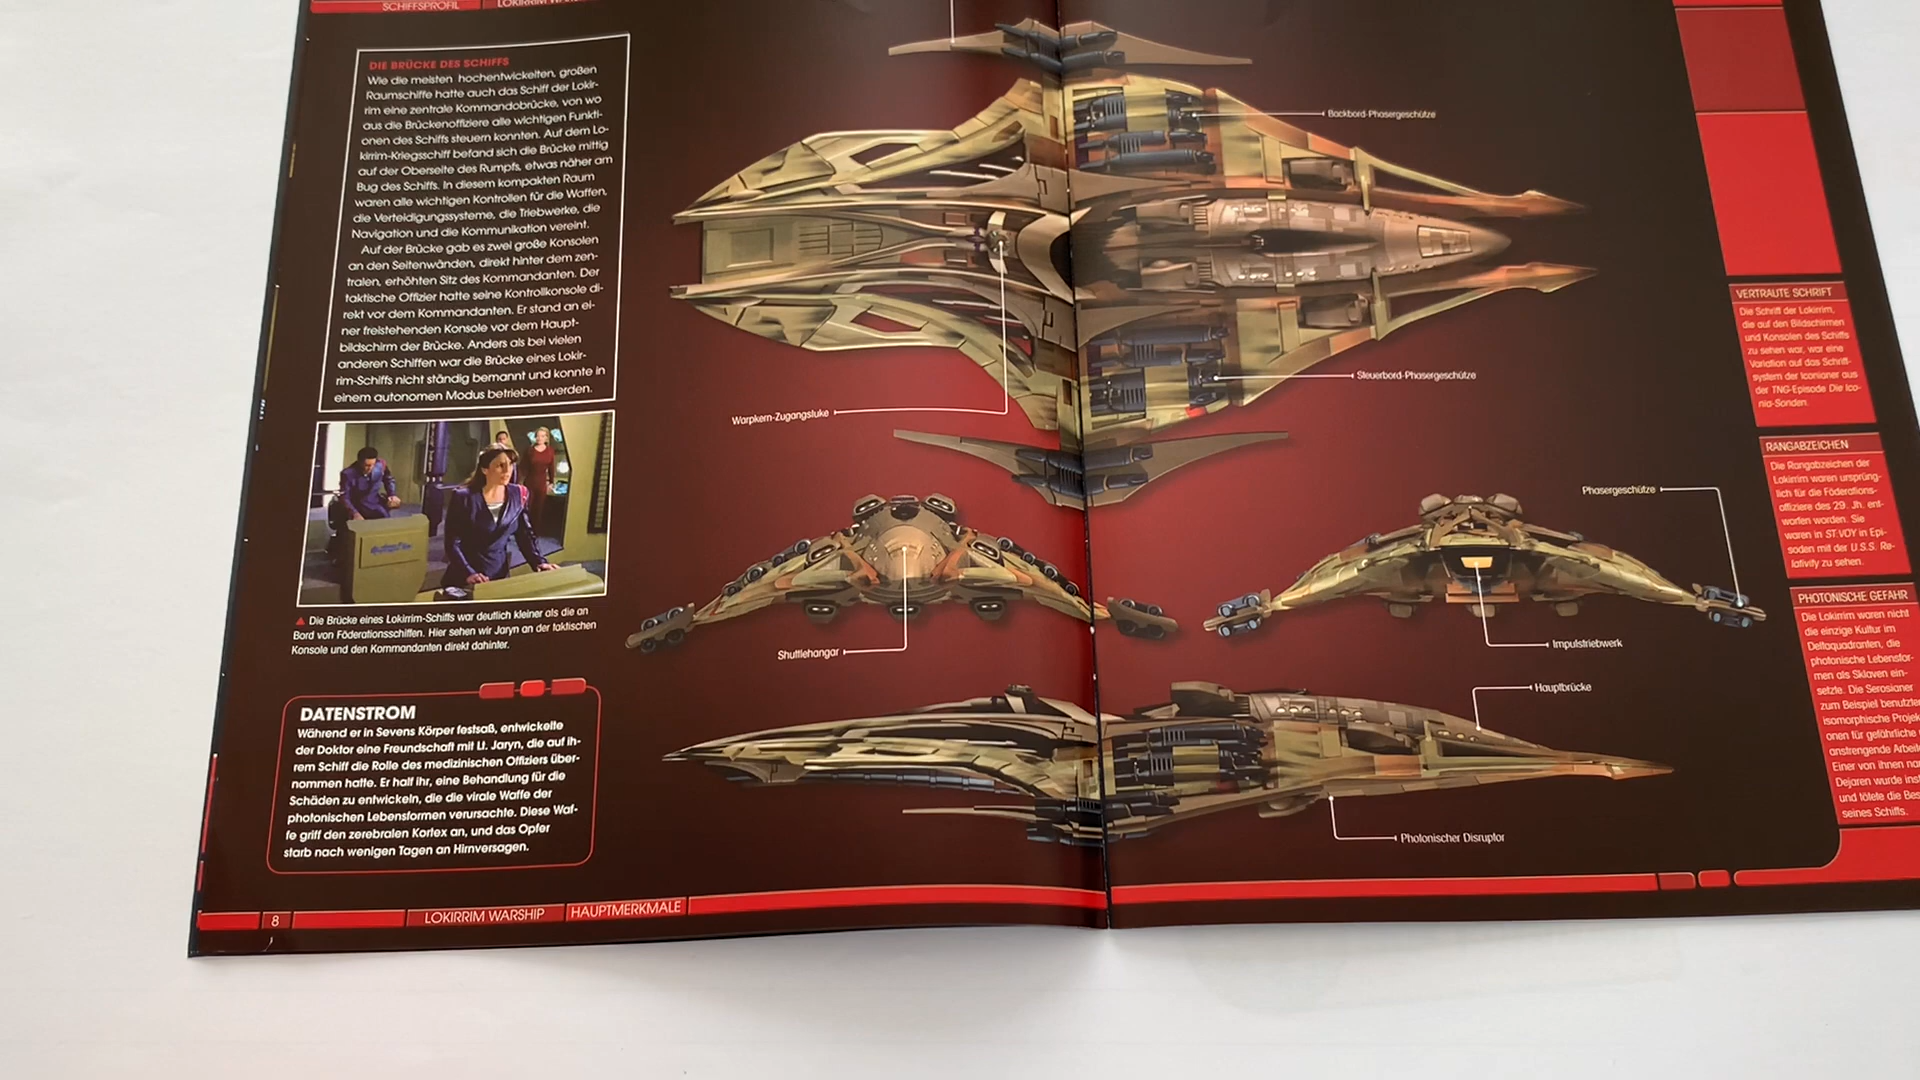 SCHIFFSPROFIL
DIE BRÜCKE DES SCHIFFS
Wie die meisten hochentwickelten, großen
Raumschiffe hatte auch das Schiff der Lokir-
rim eine zentrale Kommandobrücke, von wo
aus die Brückenoffiziere alle wichtigen Funkti-
onen des Schiffs steuern konnten. Auf dem Lo-
kirrim-Kriegsschiff befand sich die Brücke mittig
auf der Oberseite des Rumpfs, etwas näher am
Bug des Schiffs. In diesem kompakten Raum
waren alle wichtigen Kontrollen für die Waffen,
die Verteidigungssysteme, die Triebwerke, die
Navigation und die Kommunikation vereint.
Auf der Brücke gab es zwei große Konsolen
an den Seitenwänden, direkt hinter dem zen-
tralen, erhöhten Sitz des Kommandanten. Der
taktische Offizier hatte seine Kontrollkonsole di-
rekt vor dem Kommandanten. Er stand an ei-
ner freistehenden Konsole vor dem Haupt-
bildschirm der Brücke. Anders als bei vielen
anderen Schiffen war die Brücke eines Lokir-
rim-Schiffs nicht ständig bemannt und konnte in
einem autonomen Modus betrieben werden.
▲ Die Brücke eines Lokirrim-Schiffs war deutlich kleiner als die an
Bord von Föderationsschiffen. Hier sehen wir Jaryn an der taktischen
Konsole und den Kommandanten direkt dahinter.
DATENSTROM
Während er in Sevens Körper festsaß, entwickelte
der Doktor eine Freundschaft mit Lt. Jaryn, die auf ih-
rem Schiff die Rolle des medizinischen Offiziers über-
nommen hatte. Er half ihr, eine Behandlung für die
Schäden zu entwickeln, die die virale Waffe der
photonischen Lebensformen verursachte. Diese Waf-
fe griff den zerebralen Kortex an, und das Opfer
starb nach wenigen Tagen an Hirnversagen.
8
LOKIRRIM WARSHIP
HAUPTMERKMALE
Backbord-Phasergeschütze
Steuerbord-Phasergeschütze
Warpkern-Zugangsluke
Phasergeschütze
Shuttlehangar
Impulstriebwerk
Hauptbrücke
Photonischer Disruptor
VERTRAUTE SCHRIFT
Die Schrift der Lokirrim,
die auf den Bildschirmen
und Konsolen des Schiffs
zu sehen war, war eine
Variation auf das Schrift-
system der Iconianer aus
der TNG-Episode Die Ico-
nia-Sonden.
RANGABZEICHEN
Die Rangabzeichen der
Lokirrim waren ursprüng-
lich für die Föderations-
offiziere des 29. Jh. ent-
worfen worden. Sie
waren in ST:VOY in Epi-
soden mit der U.S.S. Re-
lativity zu sehen.
PHOTONISCHE GEFAHR
Die Lokirrim waren nicht
die einzige Kultur im
Deltaquadranten, die
photonische Lebensfor-
men als Sklaven ein-
setzte. Die Serosianer
zum Beispiel benutzten
isomorphische Projek
onen für gefährliche
anstrengende Arbeit
Einer von ihnen na
Dejaren wurde inst
und tötete die Bes
seines Schiffs.